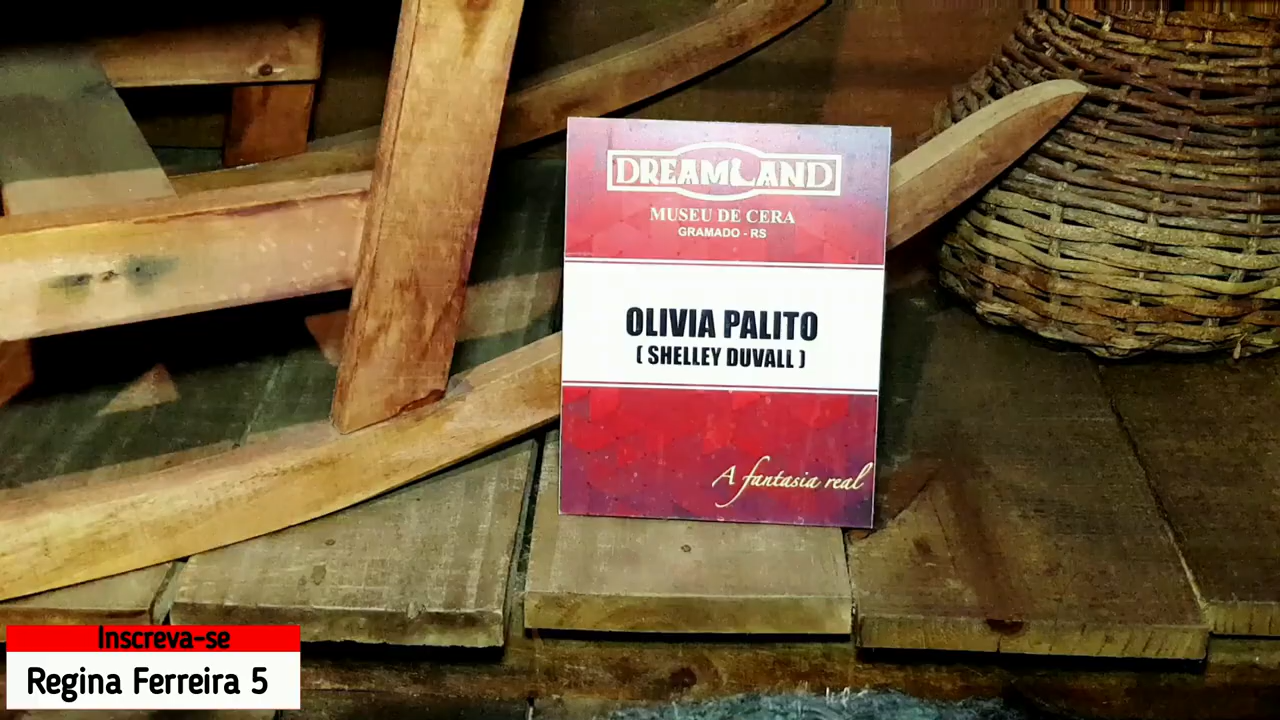 DREAMLAND
MUSEU DE CERA
GRAMADO - RS
OLIVIA PALITO
( SHELLEY DUVALL )
A fantasia real
Inscreva-se
Regina Ferreira 5